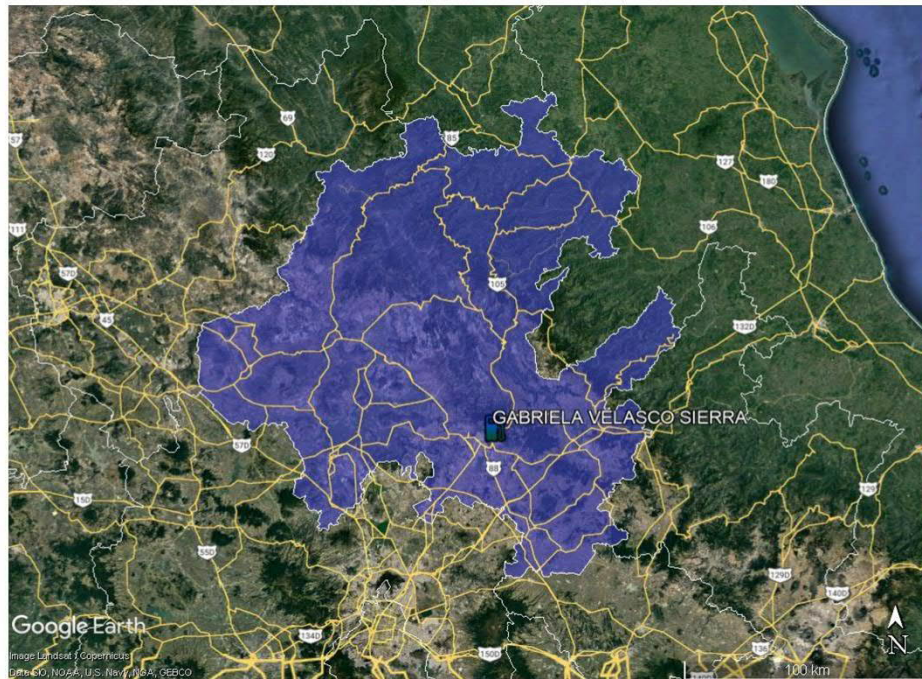 69
85
57
120
127
180
111
106
57D
105
45
132D
GABRIELA VELASCO SIERRA
57D
88
15D
129
55D
129D
140D
Google Earth
134D
N
136
150D
Image Landsat / Copernicus
100 km
Data SIO, NOAA, U.S. Navy, NGA, GEBCO